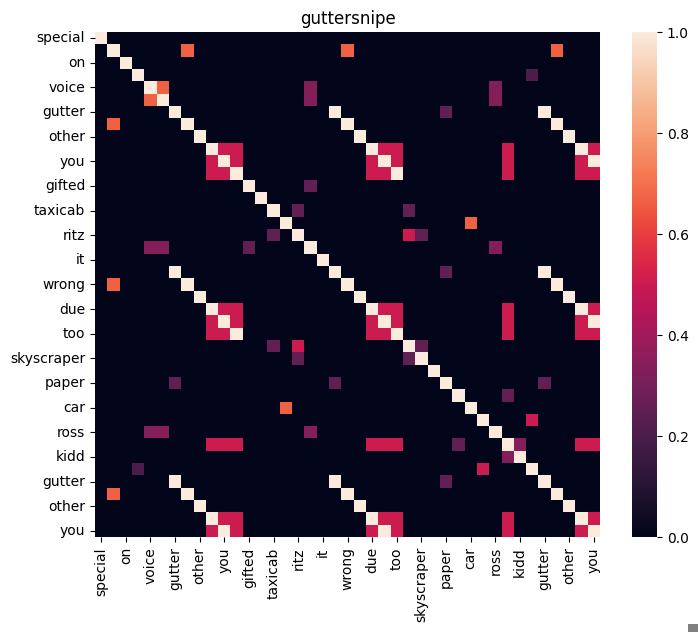 guttersnipe
special
on
voice
gutter
other
you
gifted
taxicab
ritz
it
wrong
due
too
skyscraper
paper
car
ross
kidd
gutter
other
you
1.0
0.8
0.6
0.4
0.2
0.0
special
on
voice
gutter
other
you
gifted
taxicab
ritz
it
wrong
due
too
skyscraper
paper
car
ross
kidd
gutter
other
you